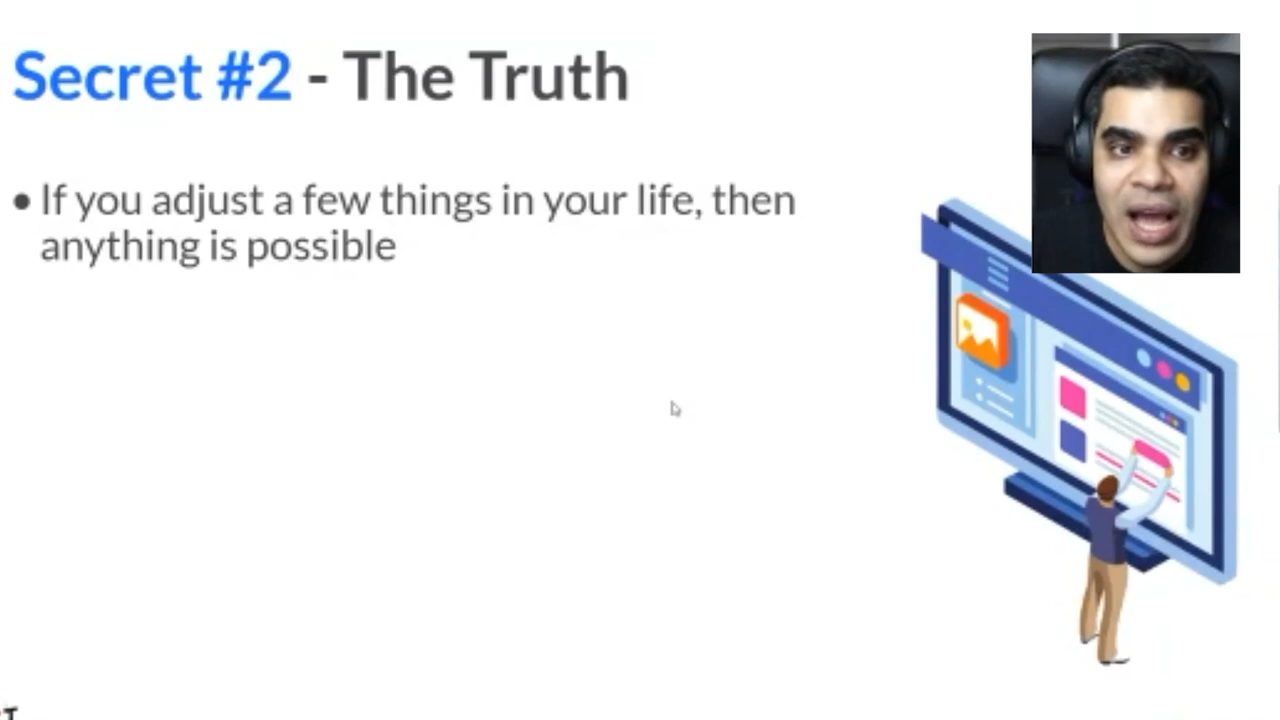 Secret #2 - The Truth
• If you adjust a few things in your life, then
anything is possible